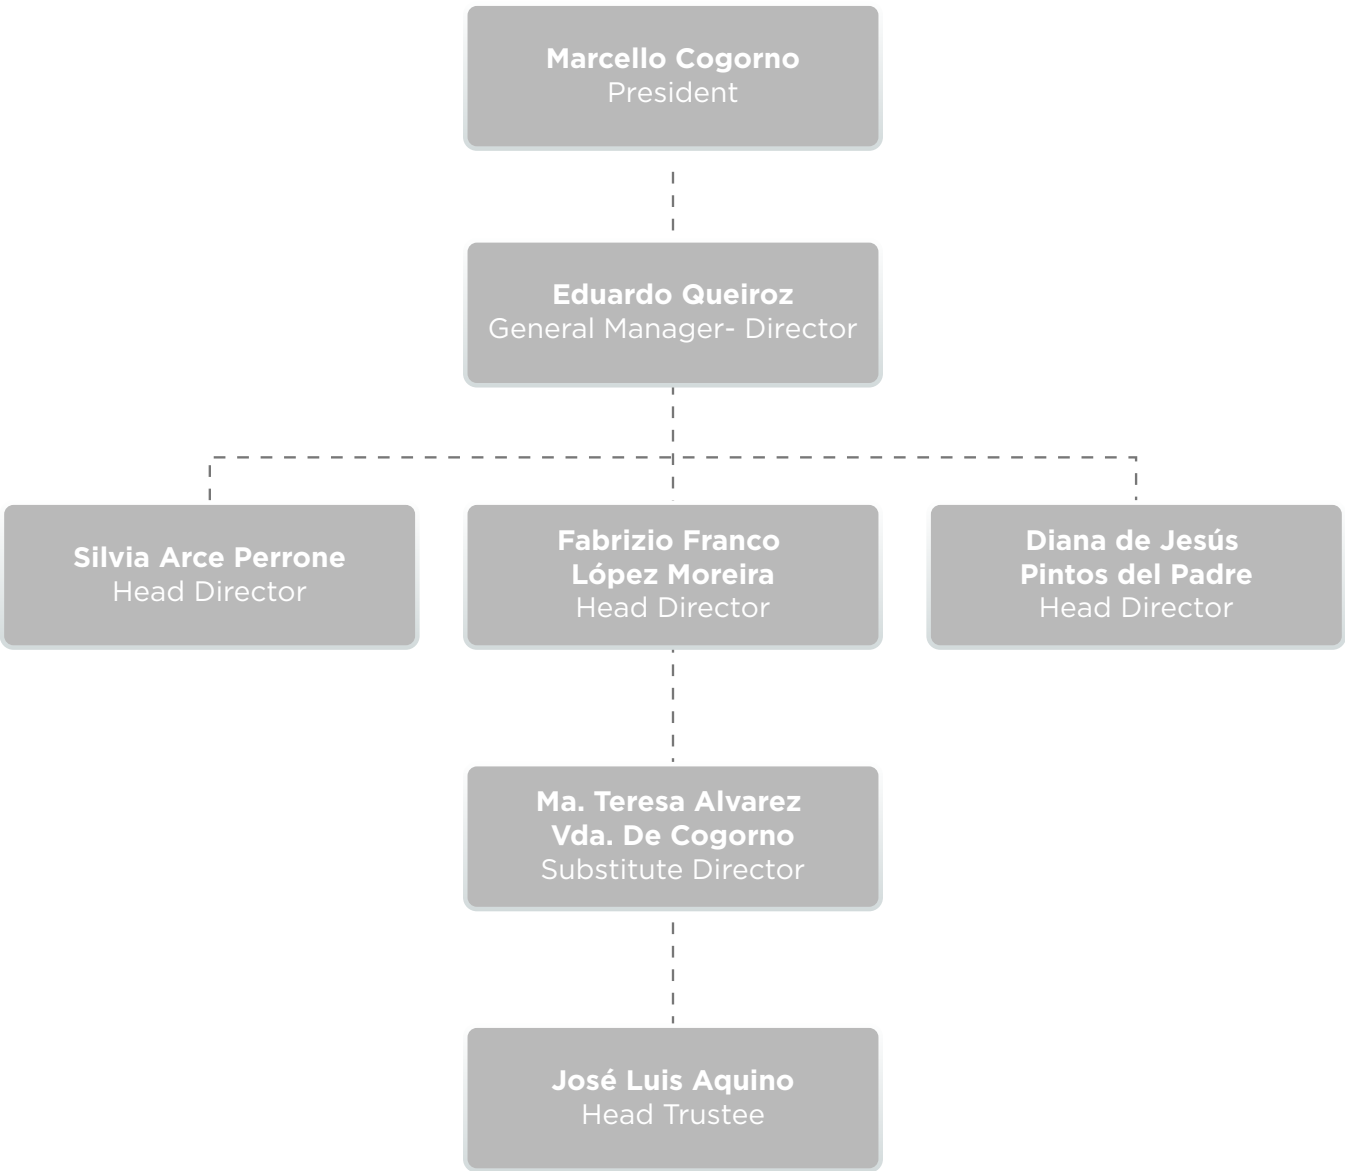 Marcello Cogorno
President
Eduardo Queiroz
General Manager- Director
Silvia Arce Perrone
Head Director
Fabrizio Franco
López Moreira
Head Director
Diana de Jesús
Pintos del Padre
Head Director
Ma. Teresa Alvarez
Vda. De Cogorno
Substitute Director
José Luis Aquino
Head Trustee